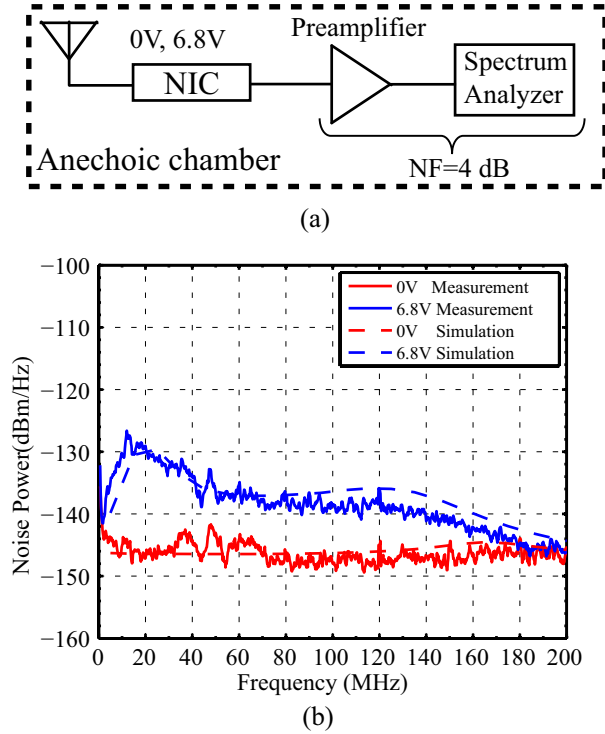 0V, 6.8V
Preamplifier
NIC
Spectrum
Analyzer
Anechoic chamber
NF=4 dB
(a)
Noise Power(dBm/Hz)
−100
−110
−120
−130
−140
−150
−160
0V Measurement
6.8V Measurement
0V Simulation
6.8V Simulation
0 20 40 60 80 100 120 140 160 180 200
Frequency (MHz)
(b)